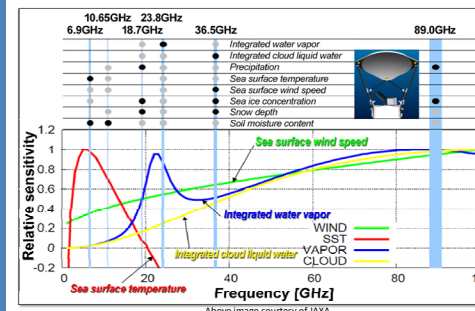 10.65GHz 23.8GHz
6.9GHz 18.7GHz 36.5GHz 89.0GHz
Integrated water vapor
Integrated cloud liquid water
Precipitation
Sea surface temperature
Sea surface wind speed
Sea ice concentration
Snow depth
Soil moisture content
1.2
1
0.8
0.6
0.4
0.2
0
-0.2
Relative sensitivity
Sea surface wind speed
Integrated water vapor
Integrated cloud liquid water
Sea surface temperature
WIND
SST
VAPOR
CLOUD
0 20 40 60 80
Frequency [GHz]
Above image courtesy of JAXA